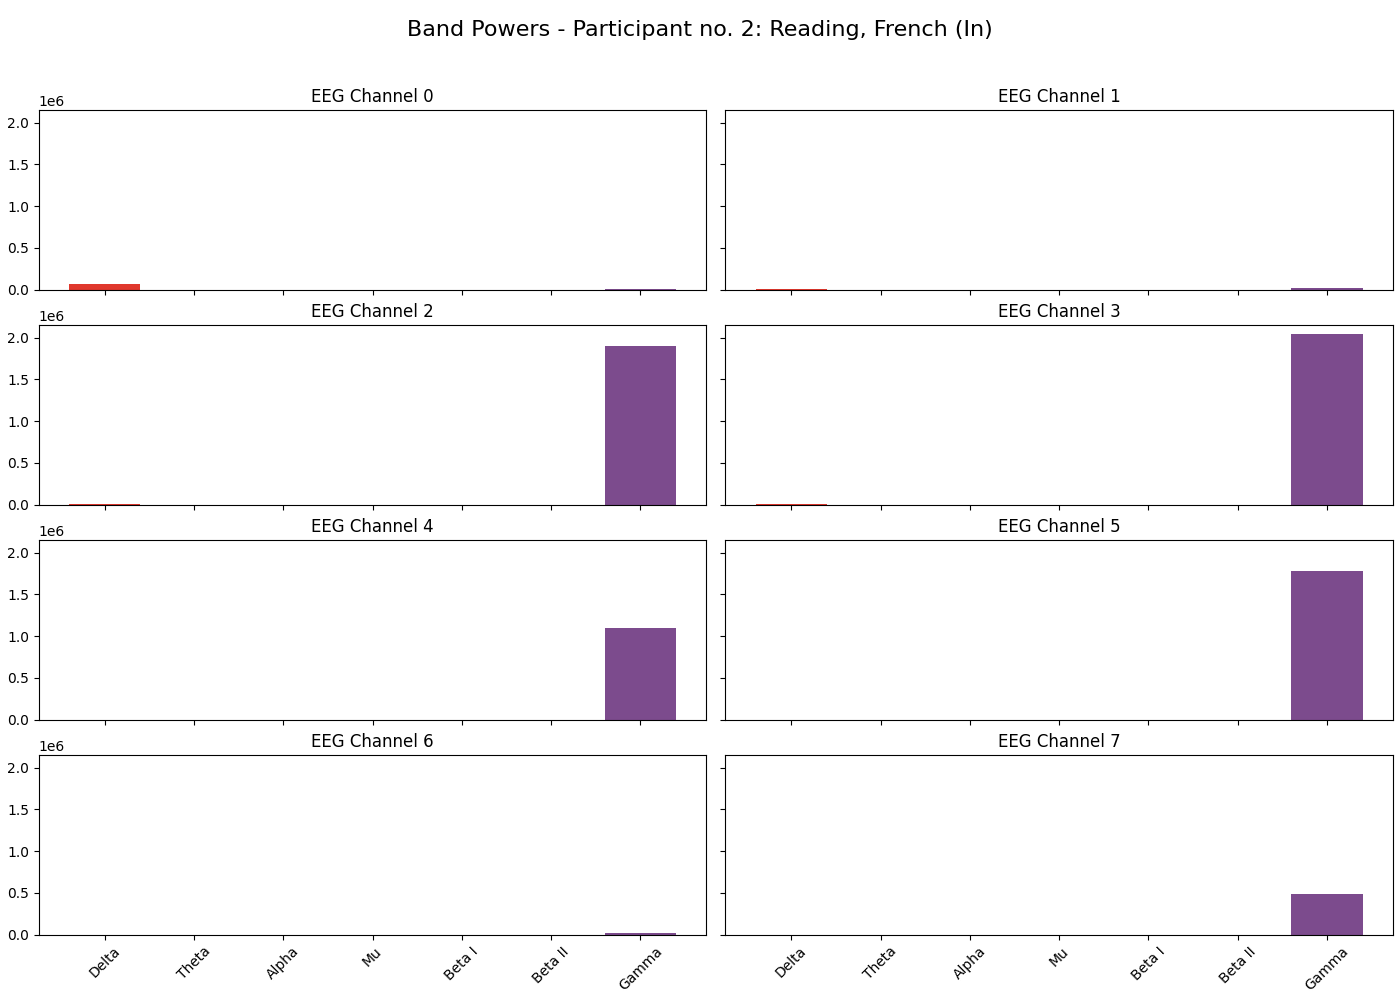 Band Powers - Participant no. 2: Reading, French (In)
EEG Channel 0
EEG Channel 1
1e6
2.0
1.5
1.0
0.5
0.0
EEG Channel 2
EEG Channel 3
1e6
2.0
1.5
1.0
0.5
0.0
EEG Channel 4
EEG Channel 5
1e6
2.0
1.5
1.0
0.5
0.0
EEG Channel 6
EEG Channel 7
1e6
2.0
1.5
1.0
0.5
0.0
Delta Theta Alpha Mu Beta I Beta II Gamma
Delta Theta Alpha Mu Beta I Beta II Gamma